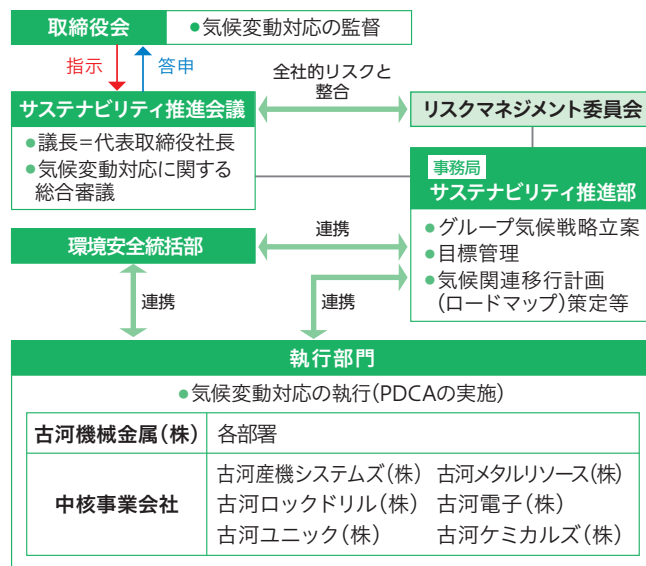 取締役会
●気候変動対応の監督
指示
答申
全社的リスクと
整合
サステナビリティ推進会議
●議長=代表取締役社長
●気候変動対応に関する
総合審議
リスクマネジメント委員会
事務局
サステナビリティ推進部
●グループ気候戦略立案
●目標管理
●気候関連移行計画
(ロードマップ)策定等
環境安全統括部
連携
連携
連携
執行部門
●気候変動対応の執行(PDCAの実施)
古河機械金属(株) 各部署
中核事業会社
古河産機システムズ(株) 古河メタルリソース(株)
古河ロックドリル(株) 古河電子(株)
古河ユニック(株) 古河ケミカルズ(株)